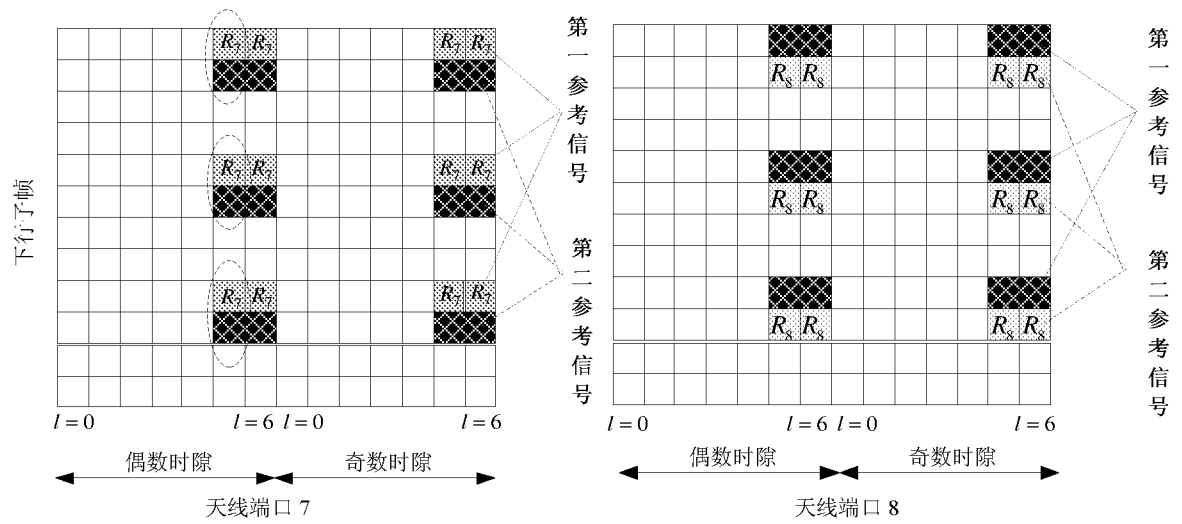 下行子帧
R₇ R₇ R₇ R₇
R₇ R₇ R₇ R₇
R₇ R₇ R₇ R₇
第一参考信号
第二参考信号
l=0 l=6 l=0 l=6
偶数时隙 奇数时隙
天线端口 7
R₈ R₈ R₈ R₈
R₈ R₈ R₈ R₈
R₈ R₈ R₈ R₈
第一参考信号
第二参考信号
l=0 l=6 l=0 l=6
偶数时隙 奇数时隙
天线端口 8